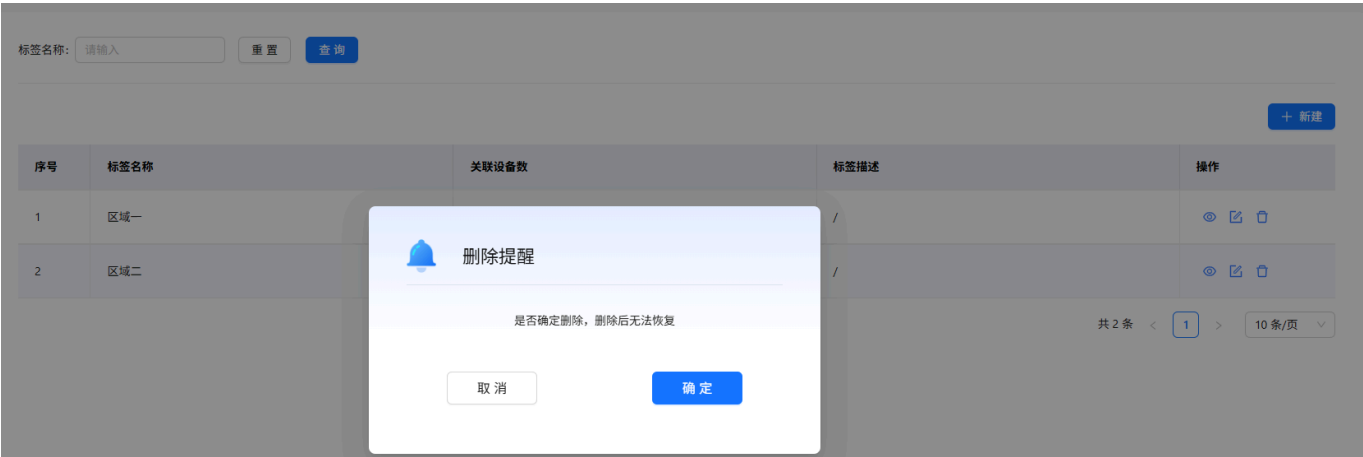 标签名称: 请输入 重置 查询
+ 新建
序号 标签名称 关联设备数 标签描述 操作
1 区域一 /
2 区域二 /
删除提醒
是否确定删除，删除后无法恢复
取消 确定
共 2 条 < 1 > 10 条/页